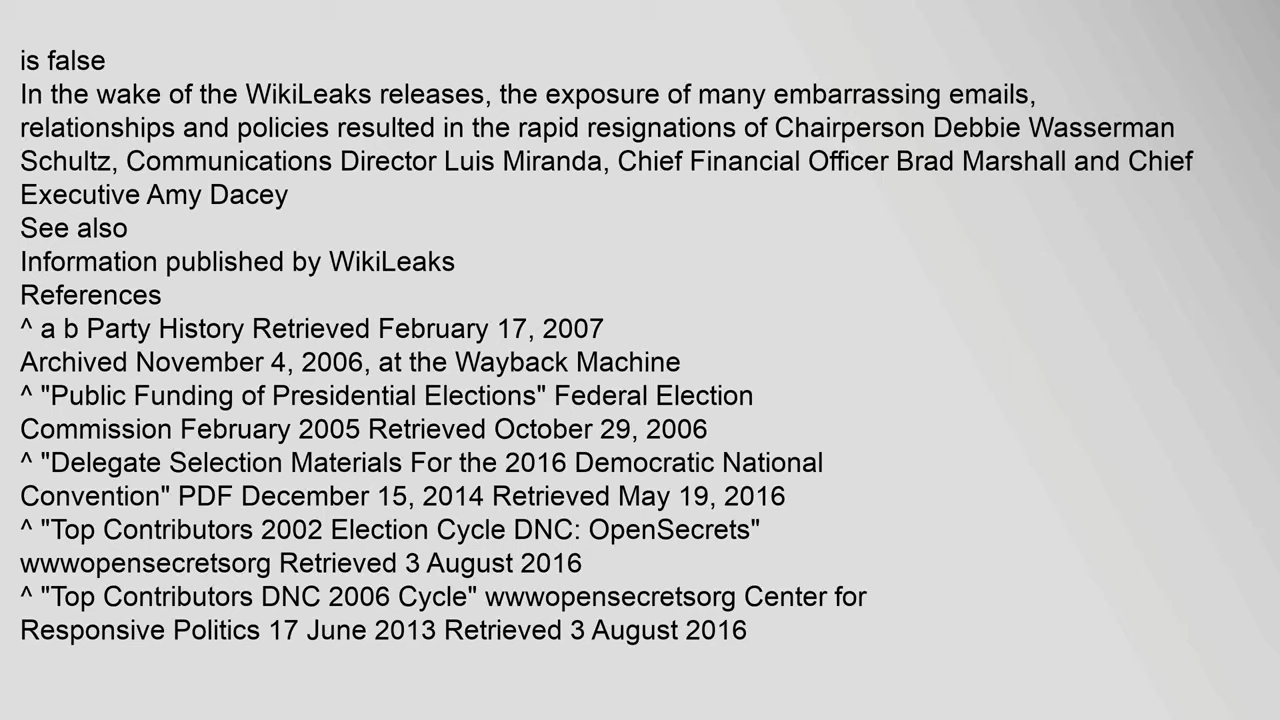 is false
In the wake of the WikiLeaks releases, the exposure of many embarrassing emails,
relationships and policies resulted in the rapid resignations of Chairperson Debbie Wasserman
Schultz, Communications Director Luis Miranda, Chief Financial Officer Brad Marshall and Chief
Executive Amy Dacey
See also
Information published by WikiLeaks
References
^ a b Party History Retrieved February 17, 2007
Archived November 4, 2006, at the Wayback Machine
^ "Public Funding of Presidential Elections" Federal Election
Commission February 2005 Retrieved October 29, 2006
^ "Delegate Selection Materials For the 2016 Democratic National
Convention" PDF December 15, 2014 Retrieved May 19, 2016
^ "Top Contributors 2002 Election Cycle DNC: OpenSecrets"
wwwopensecretsorg Retrieved 3 August 2016
^ "Top Contributors DNC 2006 Cycle" wwwopensecretsorg Center for
Responsive Politics 17 June 2013 Retrieved 3 August 2016